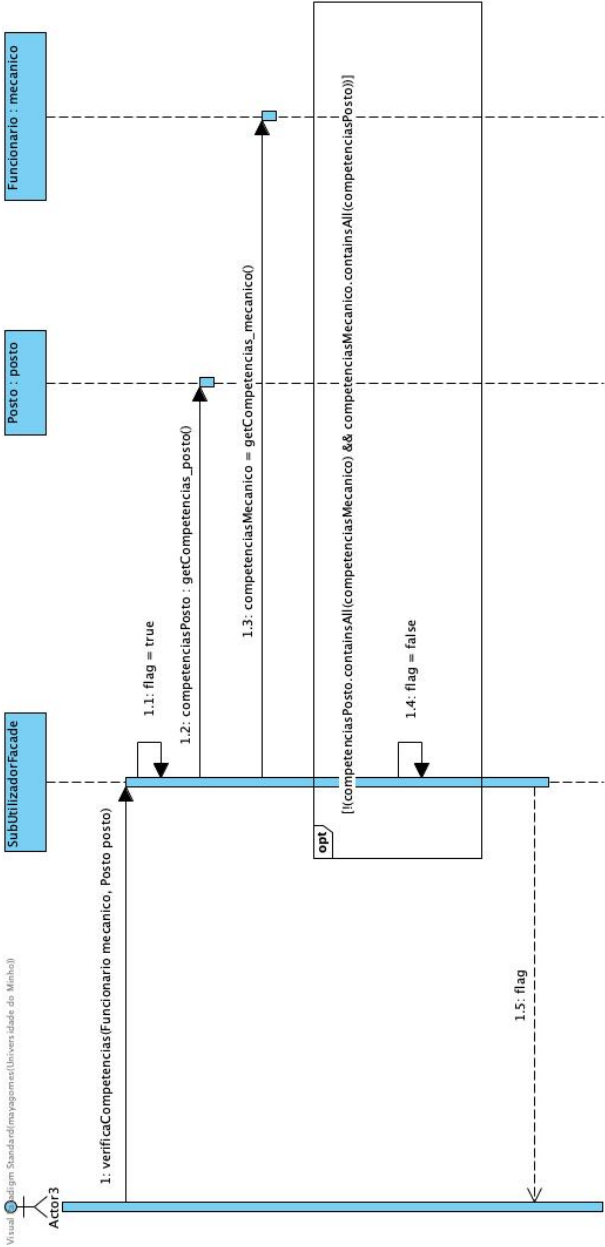 Visual Paradigm Standard(mayagomes(Universidade do Minho))
Actor3
SubUtilizadorFacade
Posto : posto
Funcionario : mecanico
1: verificaCompetencias(Funcionario mecanico, Posto posto)
1.1: flag = true
1.2: competenciasPosto : getCompetencias_posto()
1.3: competenciasMecanico = getCompetencias_mecanico()
opt
[!(competenciasPosto.containsAll(competenciasMecanico) && competenciasMecanico.containsAll(competenciasPosto))]
1.4: flag = false
1.5: flag